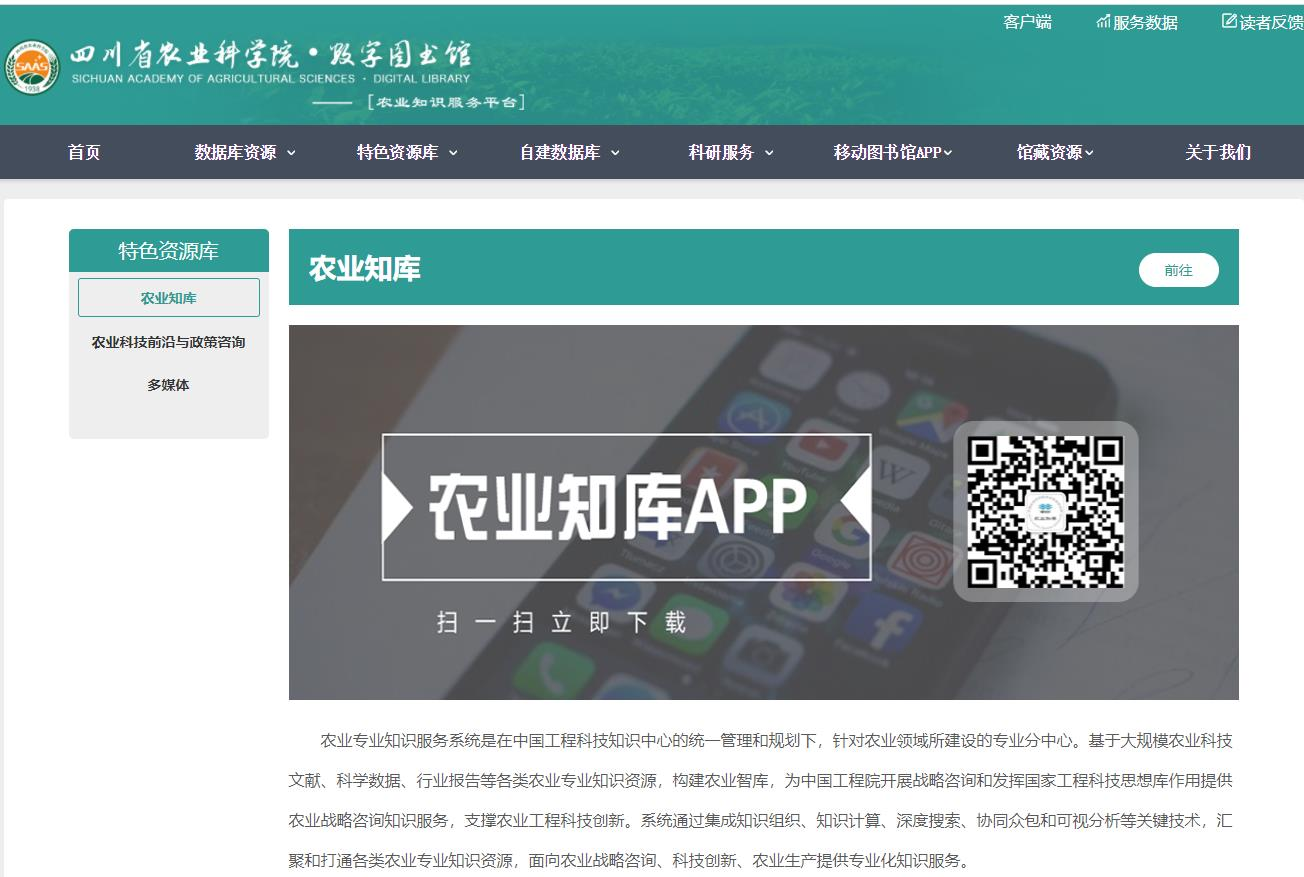 客户端
服务数据
读者反馈
四川省农业科学院·数字图书馆
SICHUAN ACADEMY OF AGRICULTURAL SCIENCES · DIGITAL LIBRARY
[农业知识服务平台]
SAAS
1938
首页
数据库资源
特色资源库
自建数据库
科研服务
移动图书馆APP
馆藏资源
关于我们
特色资源库
农业知库
农业科技前沿与政策咨询
多媒体
农业知库
前往
农业知库APP
扫一扫立即下载
YouTube
Google Maps
Google
Facebook
农业专业知识服务系统是在中国工程科技知识中心的统一管理和规划下，针对农业领域所建设的专业分中心。基于大规模农业科技
文献、科学数据、行业报告等各类农业专业知识资源，构建农业智库，为中国工程院开展战略咨询和发挥国家工程科技思想库作用提供
农业战略咨询知识服务，支撑农业工程科技创新。系统通过集成知识组织、知识计算、深度搜索、协同众包和可视分析等关键技术，汇
聚和打通各类农业专业知识资源，面向农业战略咨询、科技创新、农业生产提供专业化知识服务。